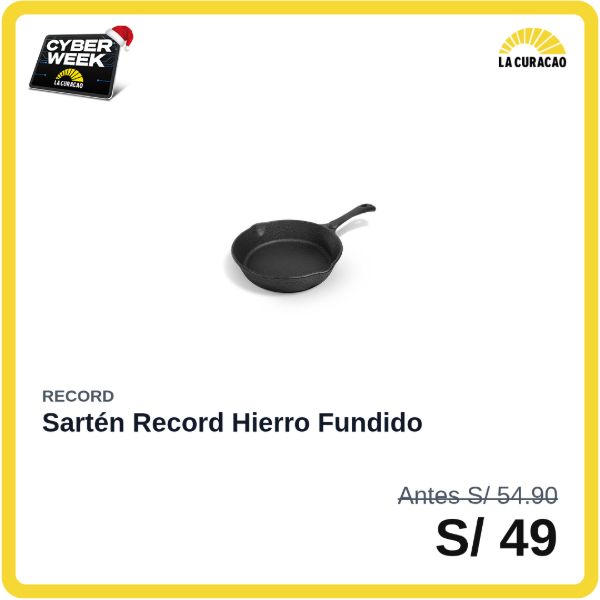 CYBER
WEEK
LA CURACAO
LA CURACAO
RECORD
Sartén Record Hierro Fundido
Antes S/ 54.90
S/ 49